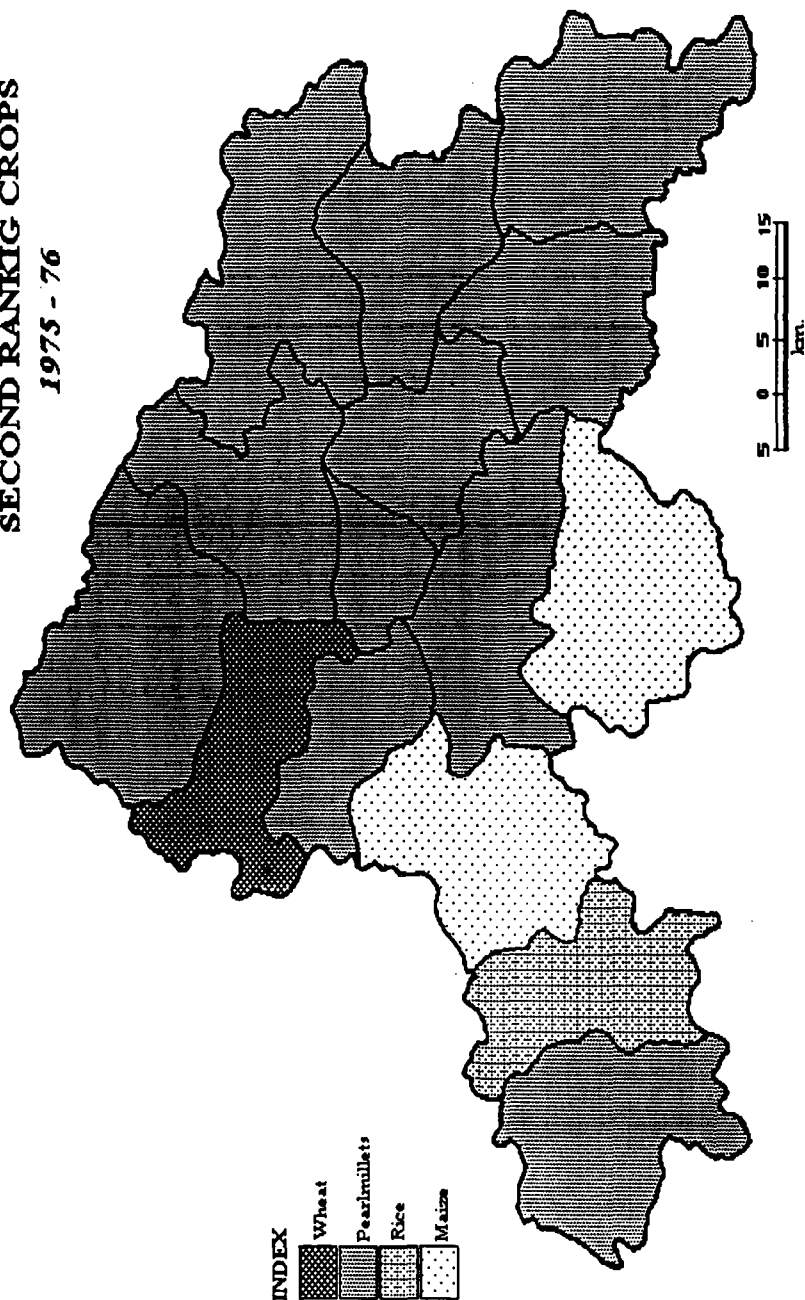 SECOND RANKIG CROPS
1975 - 76
INDEX
Wheat
Pearlmillets
Rice
Maize
5 0 5 10 15
km.